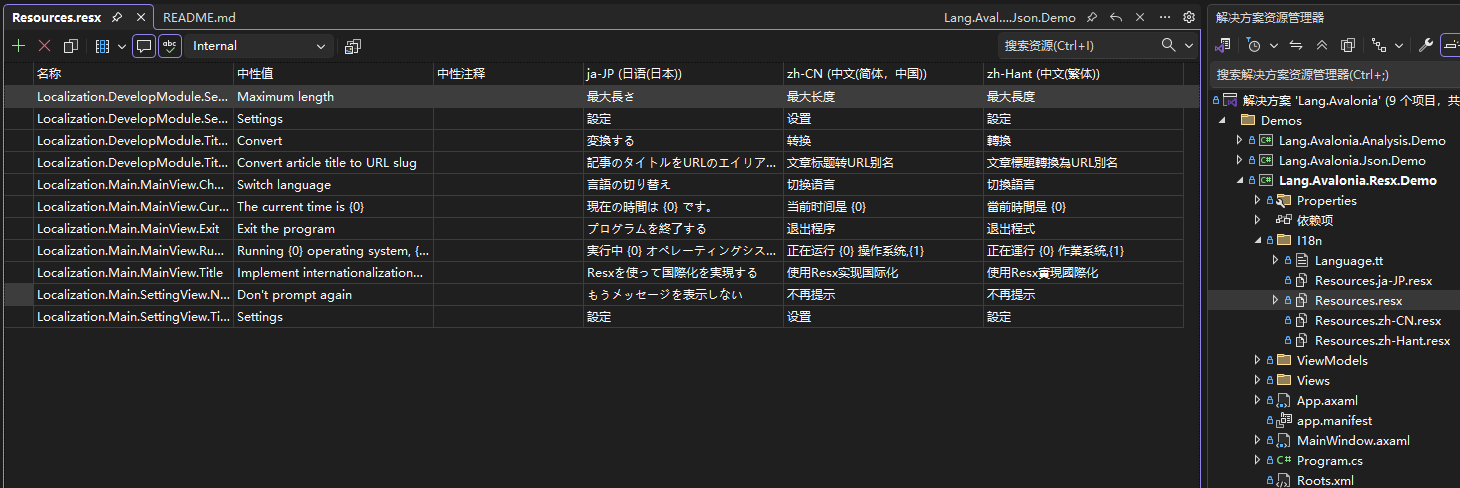 Resources.resx
README.md
Lang.Aval....Json.Demo
Internal
搜索资源(Ctrl+I)
名称 中性值 中性注释 ja-JP (日语(日本)) zh-CN (中文(简体，中国)) zh-Hant (中文(繁体))
Localization.DevelopModule.Se... Maximum length 最大長さ 最大长度 最大長度
Localization.DevelopModule.Se... Settings 設定 设置 設定
Localization.DevelopModule.Tit... Convert 変換する 转换 轉換
Localization.DevelopModule.Tit... Convert article title to URL slug 記事のタイトルをURLのエイリア... 文章标题转URL别名 文章標題轉換為URL別名
Localization.Main.MainView.Ch... Switch language 言語の切り替え 切换语言 切換語言
Localization.Main.MainView.Cur... The current time is {0} 現在の時間は {0} です。 当前时间是 {0} 當前時間是 {0}
Localization.Main.MainView.Exit Exit the program プログラムを終了する 退出程序 退出程式
Localization.Main.MainView.Ru... Running {0} operating system, {... 実行中 {0} オペレーティングシス... 正在运行 {0} 操作系统,{1} 正在運行 {0} 作業系統,{1}
Localization.Main.MainView.Title Implement internationalization... Resxを使って国際化を実現する 使用Resx实现国际化 使用Resx實現國際化
Localization.Main.SettingView.N... Don't prompt again もうメッセージを表示しない 不再提示 不再提示
Localization.Main.SettingView.Ti... Settings 設定 设置 設定
解决方案资源管理器
搜索解决方案资源管理器(Ctrl+;)
解决方案 'Lang.Avalonia' (9 个项目，共
Demos
Lang.Avalonia.Analysis.Demo
Lang.Avalonia.Json.Demo
Lang.Avalonia.Resx.Demo
Properties
依赖项
I18n
Language.tt
Resources.ja-JP.resx
Resources.resx
Resources.zh-CN.resx
Resources.zh-Hant.resx
ViewModels
Views
App.axaml
app.manifest
MainWindow.axaml
C# Program.cs
Roots.xml